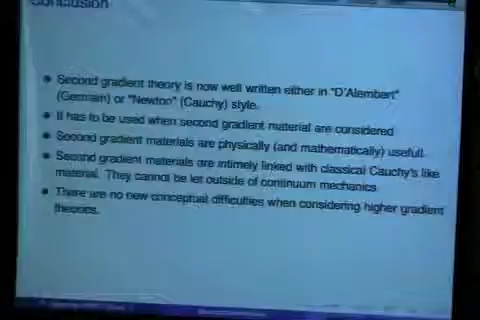 Conclusion
Second gradient theory is now well written either in "D'Alembert"
(Germain) or "Newton" (Cauchy) style.
It has to be used when second gradient material are considered
Second gradient materials are physically (and mathematically) usefull.
Second gradient materials are intimely linked with classical Cauchy's like
material. They cannot be let outside of continuum mechanics
There are no new conceptual difficulties when considering higher gradient
theories.